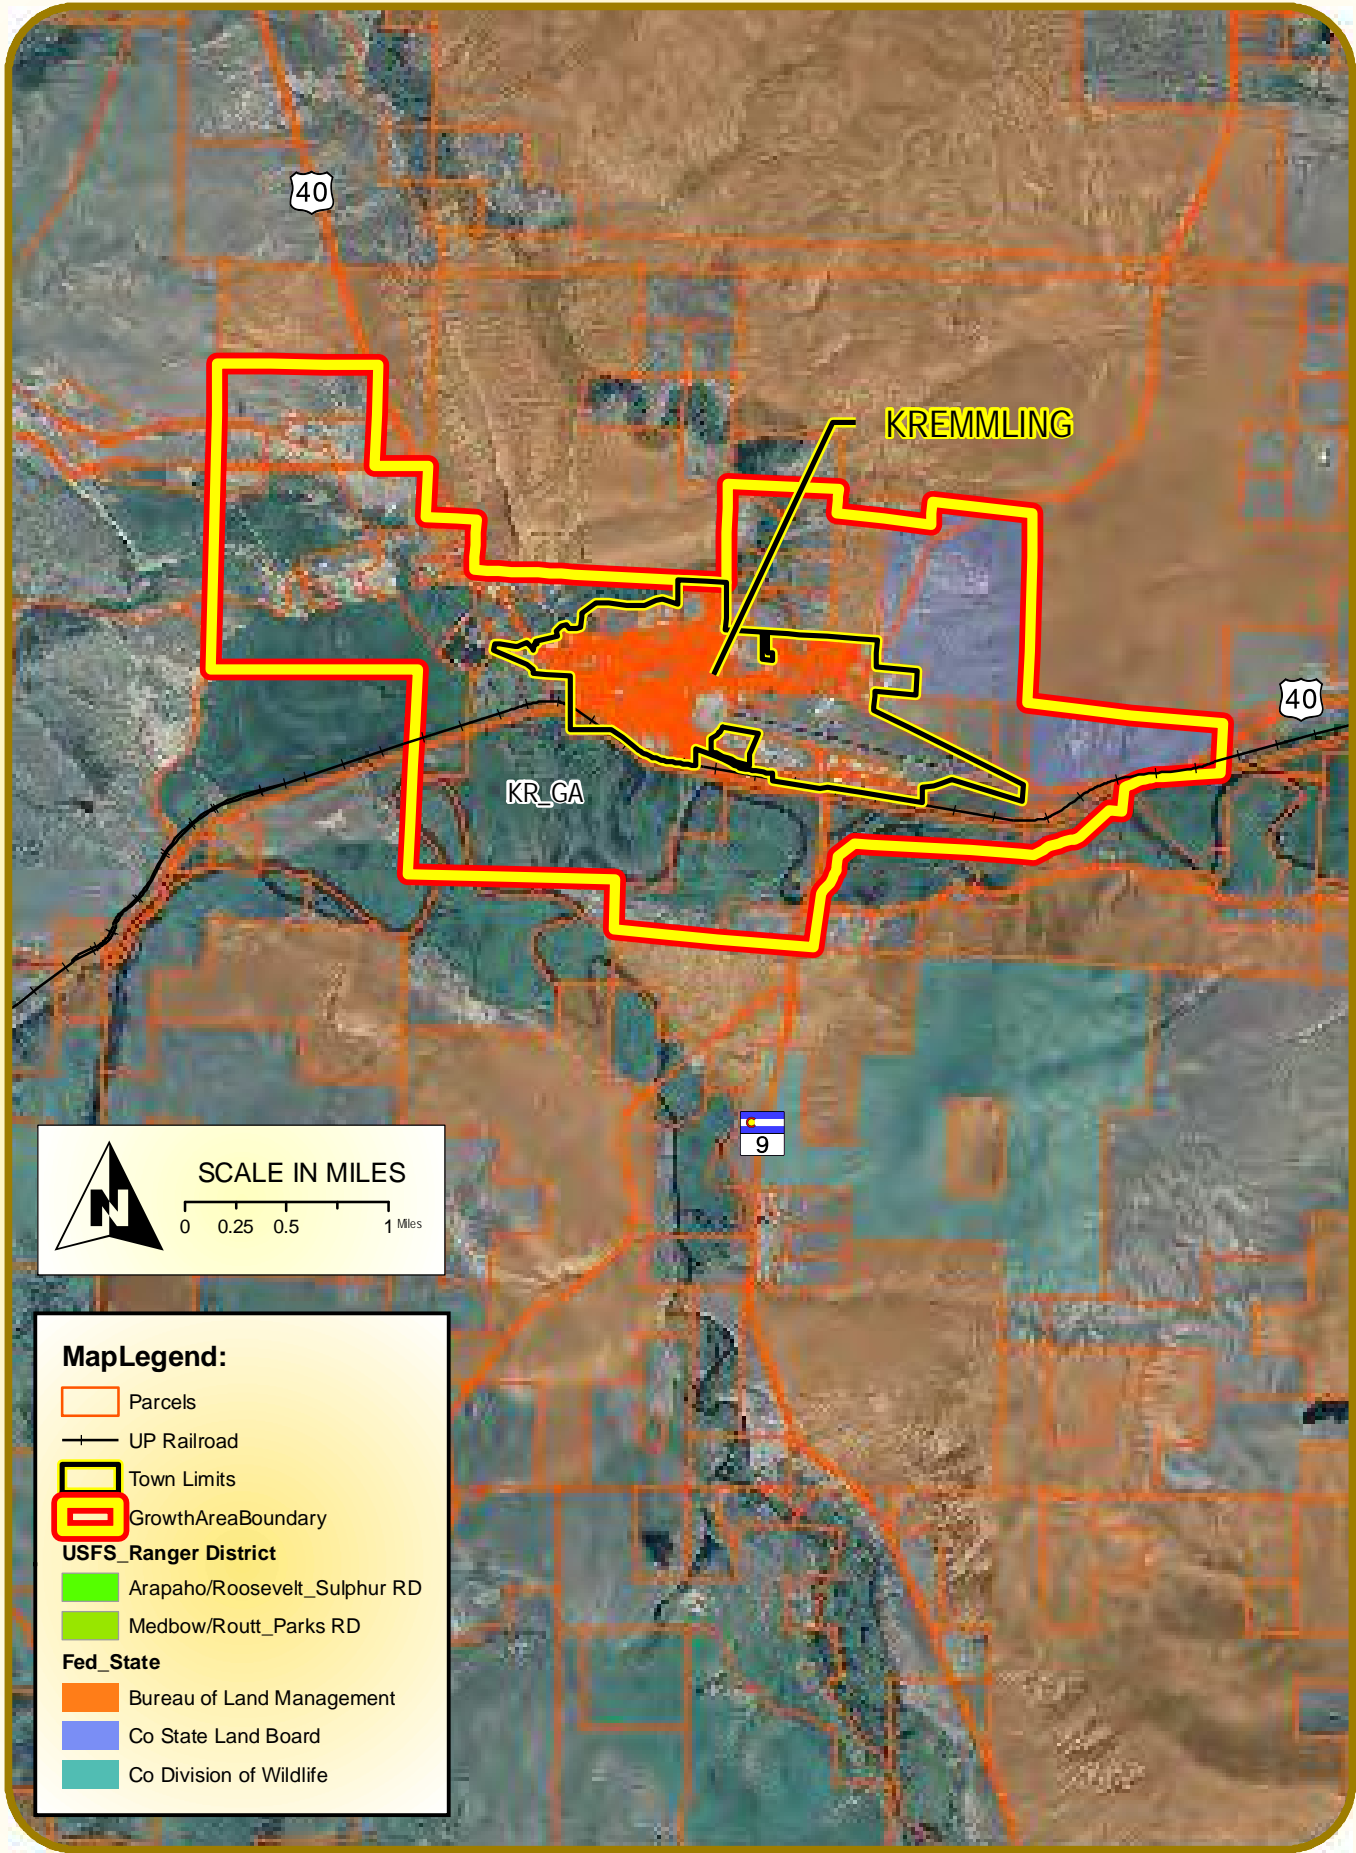 40
KREMMLING
40
KR_GA
9
SCALE IN MILES
0 0.25 0.5 1 Miles
N
MapLegend:
Parcels
UP Railroad
Town Limits
GrowthAreaBoundary
USFS_Ranger District
Arapaho/Roosevelt_Sulphur RD
Medbow/Routt_Parks RD
Fed_State
Bureau of Land Management
Co State Land Board
Co Division of Wildlife